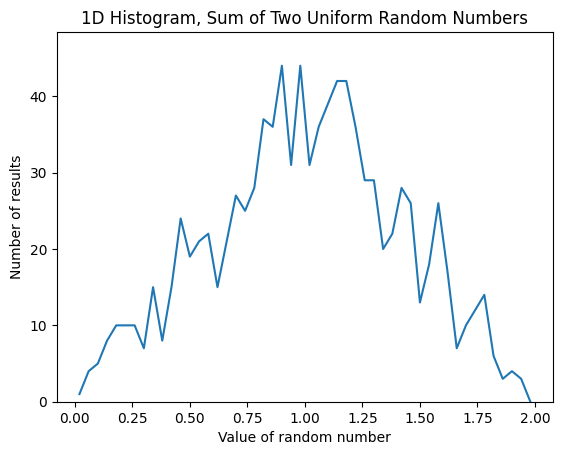 1D Histogram, Sum of Two Uniform Random Numbers
Number of results
40
30
20
10
0
0.00 0.25 0.50 0.75 1.00 1.25 1.50 1.75 2.00
Value of random number